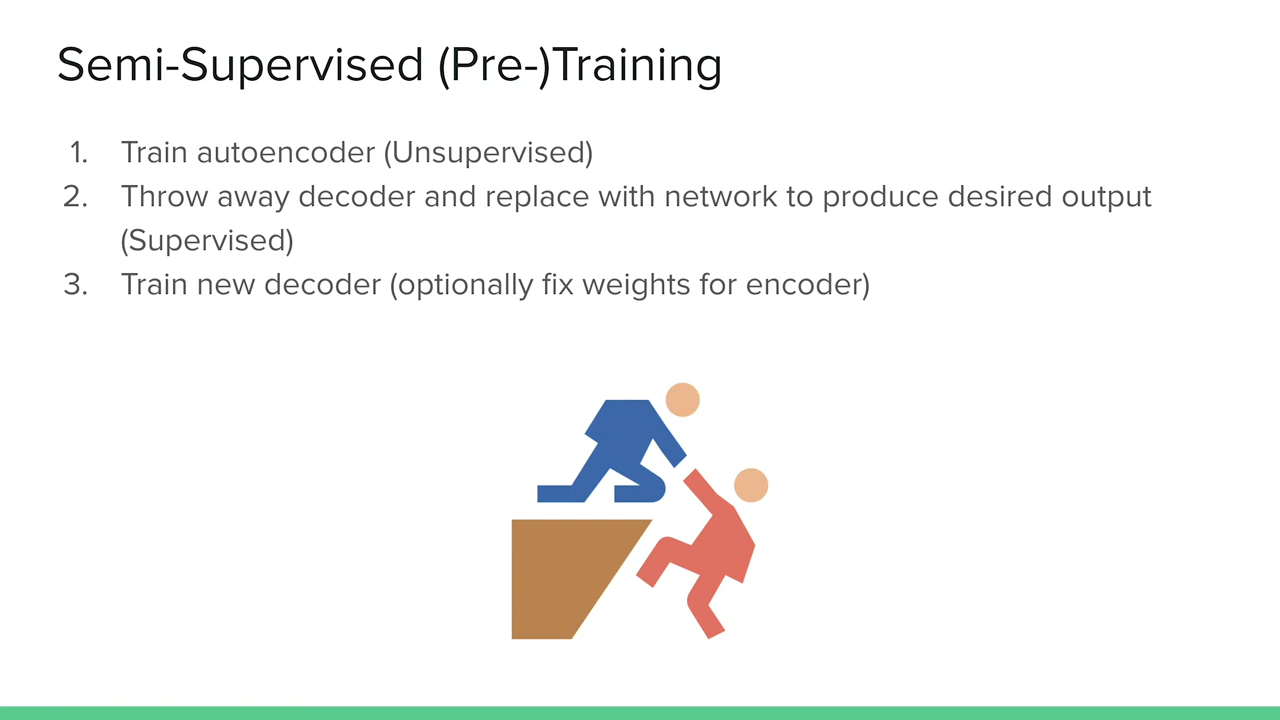 Semi-Supervised (Pre-)Training
1. Train autoencoder (Unsupervised)
2. Throw away decoder and replace with network to produce desired output
(Supervised)
3. Train new decoder (optionally fix weights for encoder)